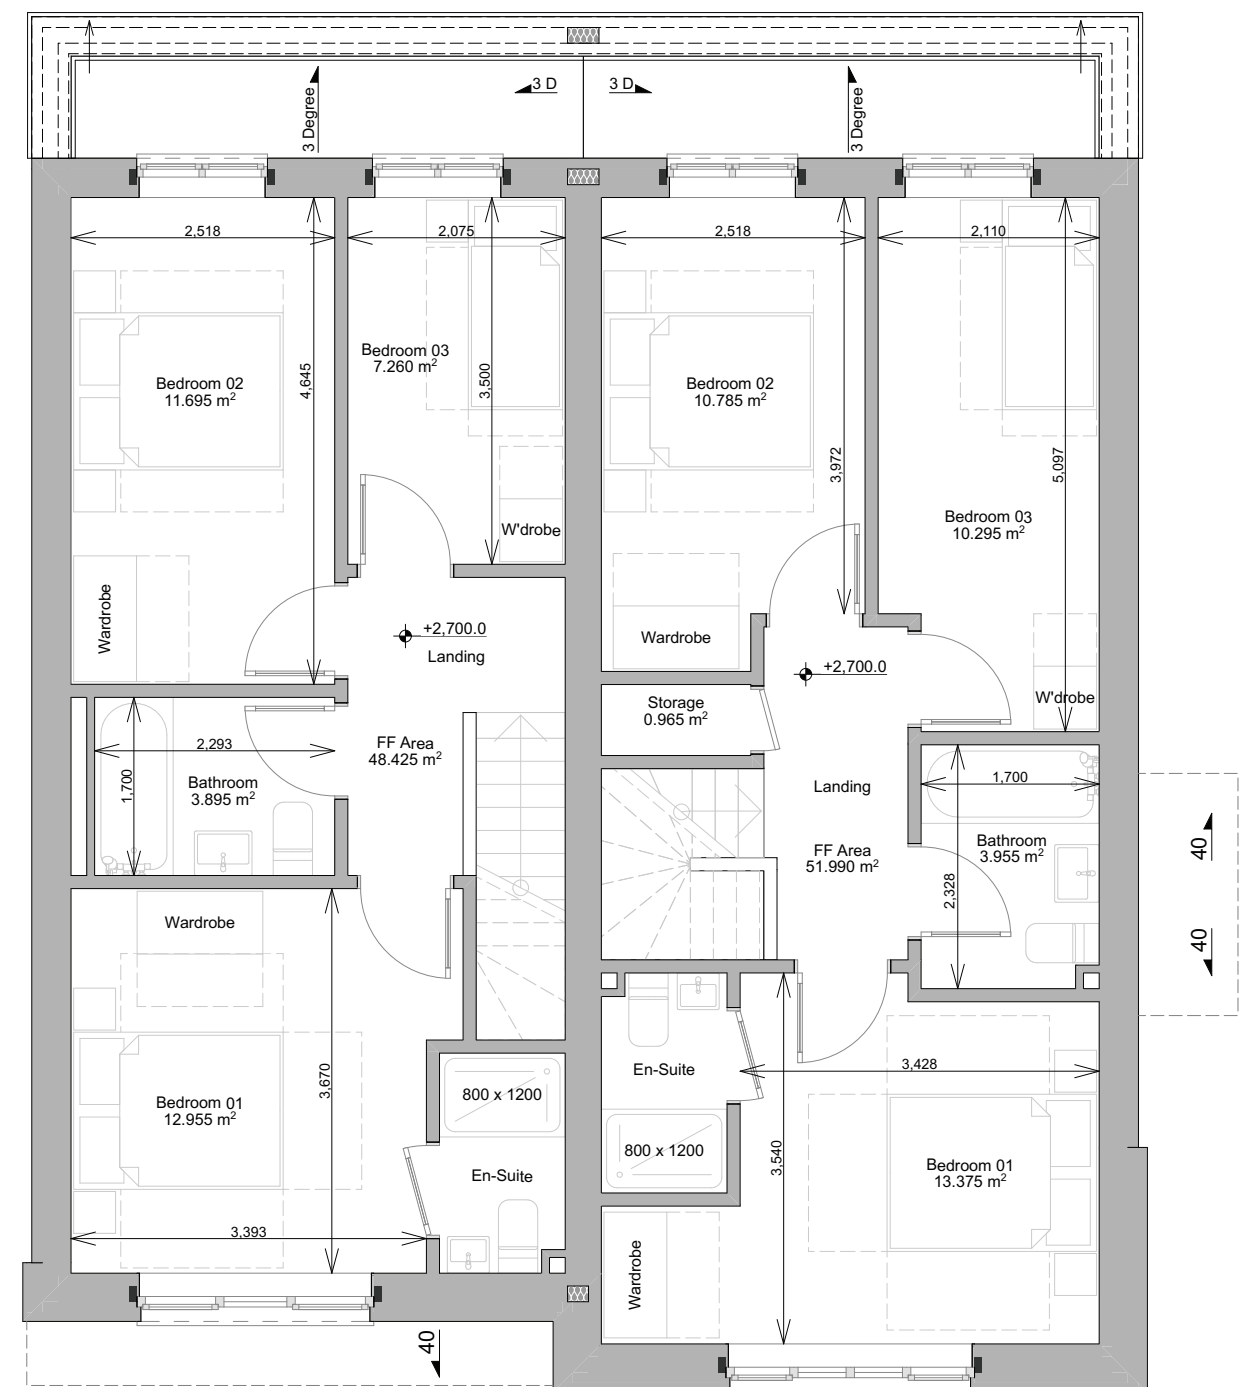 3 D
3 D
3 Degree
3 Degree
2,518
2,075
2,518
2,110
Bedroom 02
11.695 m²
4,645
Bedroom 03
7.260 m²
3,500
W'drobe
Wardrobe
Bedroom 02
10.785 m²
3,972
Wardrobe
Bedroom 03
10.295 m²
5,097
W'drobe
+2,700.0
Landing
+2,700.0
Storage
0.965 m²
FF Area
48.425 m²
2,293
1,700
Bathroom
3.895 m²
Landing
FF Area
51.990 m²
1,700
Bathroom
3.955 m²
2,328
40
40
Wardrobe
Bedroom 01
12.955 m²
3,670
3,393
800 x 1200
En-Suite
En-Suite
800 x 1200
3,428
3,540
Bedroom 01
13.375 m²
Wardrobe
40